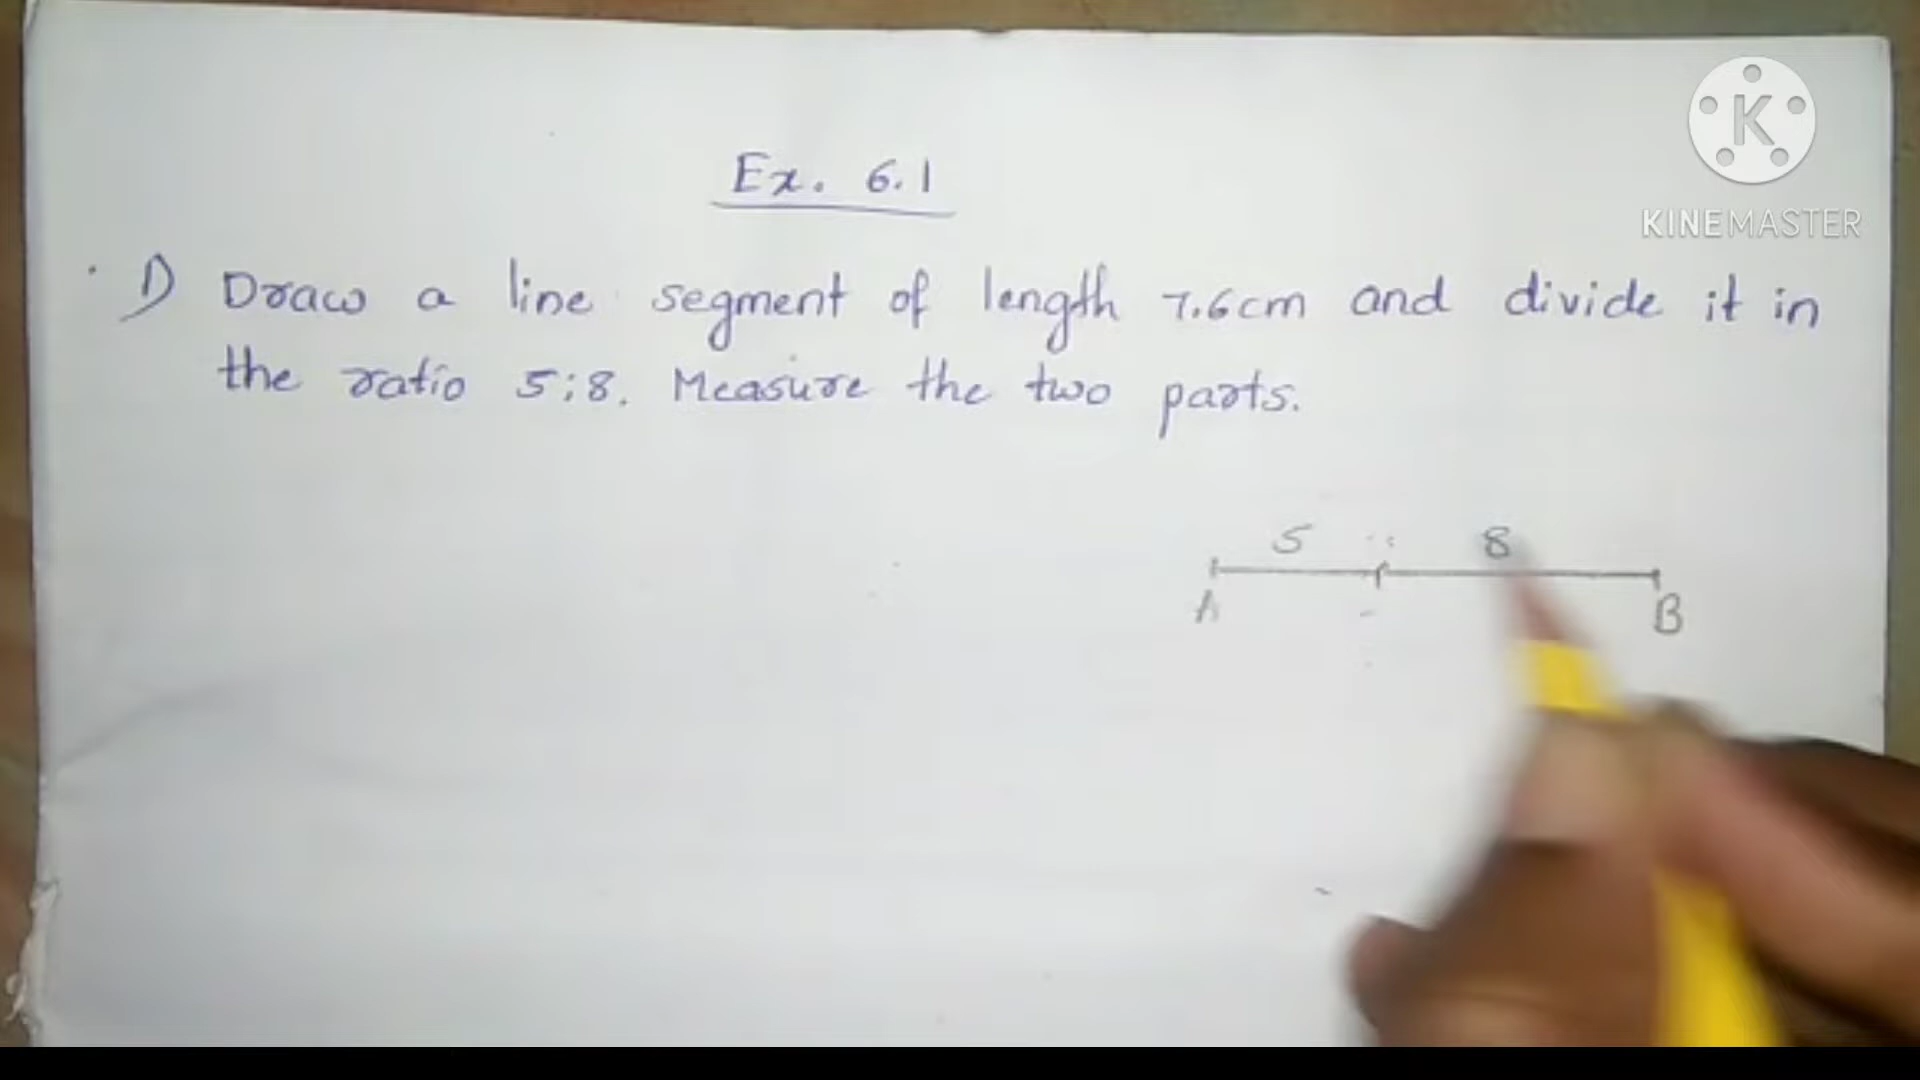 Ex. 6.1
1) Draw a line segment of length 7.6cm and divide it in
the ratio 5:8. Measure the two parts.
5 : 8
A B
K
KINEMASTER